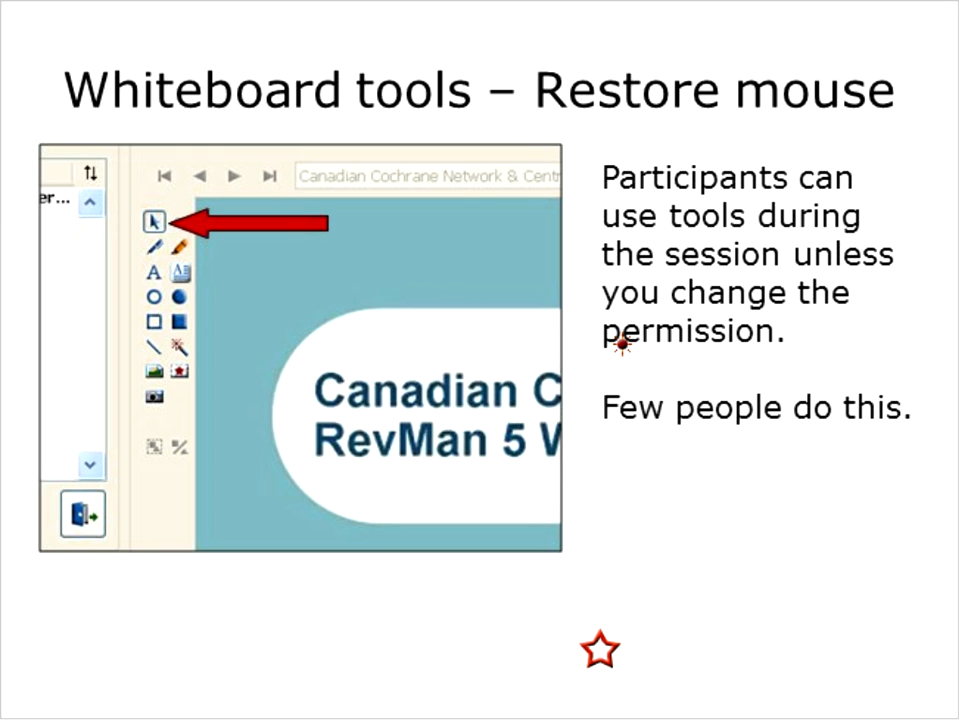 Whiteboard tools – Restore mouse
er...
Canadian Cochrane Network & Centr
A
Canadian C
RevMan 5 W
Participants can
use tools during
the session unless
you change the
permission.
Few people do this.